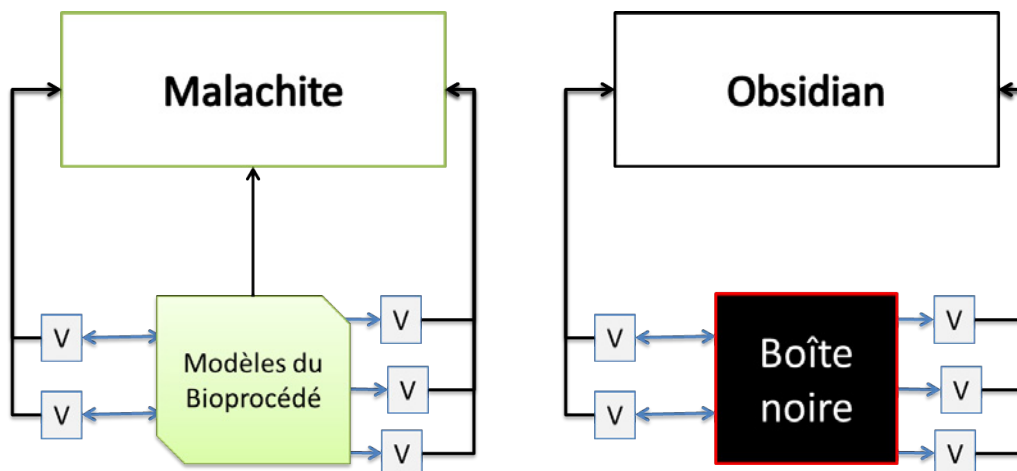 Malachite
Obsidian
V
V
Modèles du
Bioprocédé
V
V
V
V
V
Boîte
noire
V
V
V